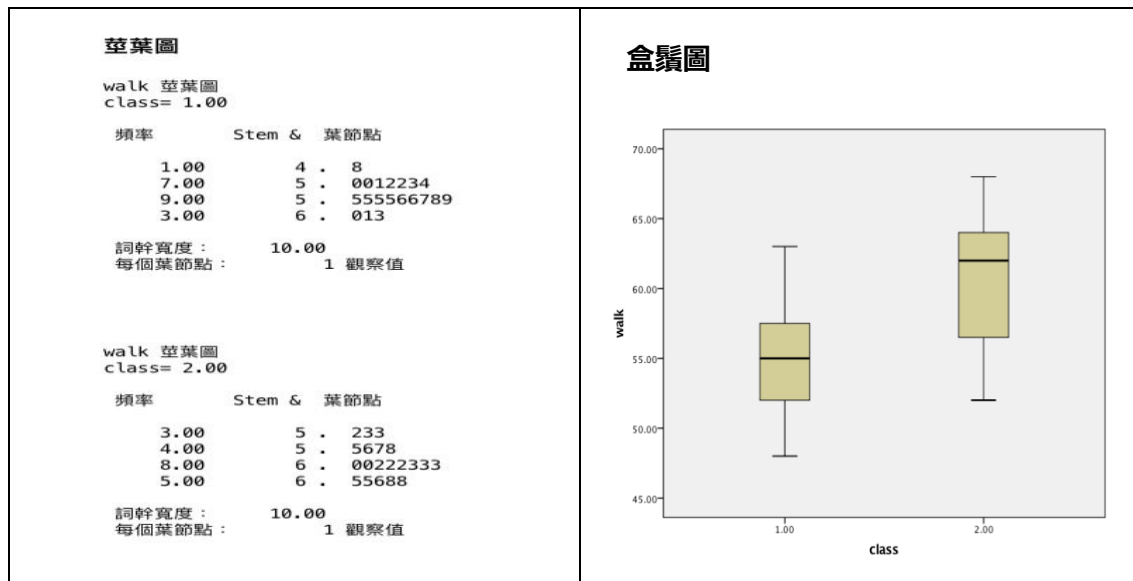 莖葉圖
walk 莖葉圖
class= 1.00
頻率 Stem & 葉節點
1.00 4 . 8
7.00 5 . 0012234
9.00 5 . 555566789
3.00 6 . 013
詞幹寬度： 10.00
每個葉節點： 1 觀察值
walk 莖葉圖
class= 2.00
頻率 Stem & 葉節點
3.00 5 . 233
4.00 5 . 5678
8.00 6 . 00222333
5.00 6 . 55688
詞幹寬度： 10.00
每個葉節點： 1 觀察值
盒鬚圖
70.00
65.00
60.00
55.00
50.00
45.00
walk
1.00 2.00
class